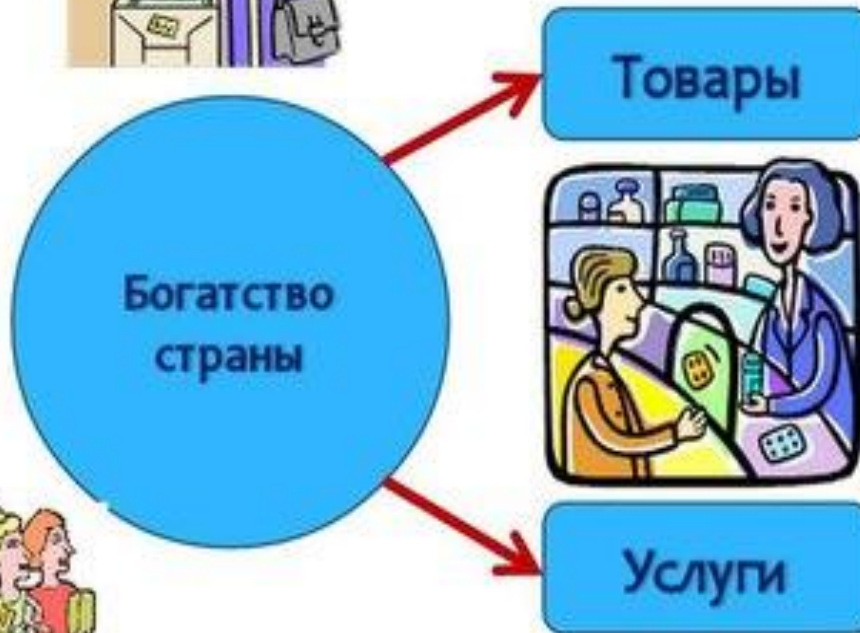 Товары
Богатство
страны
Услуги